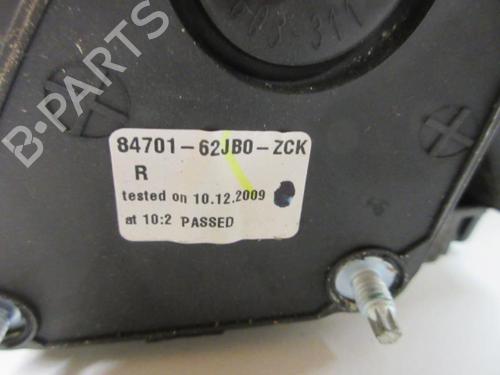 B-PARTS
84701-62JB0-ZCK
R
tested on 10.12.2009
at 10:2 PASSED